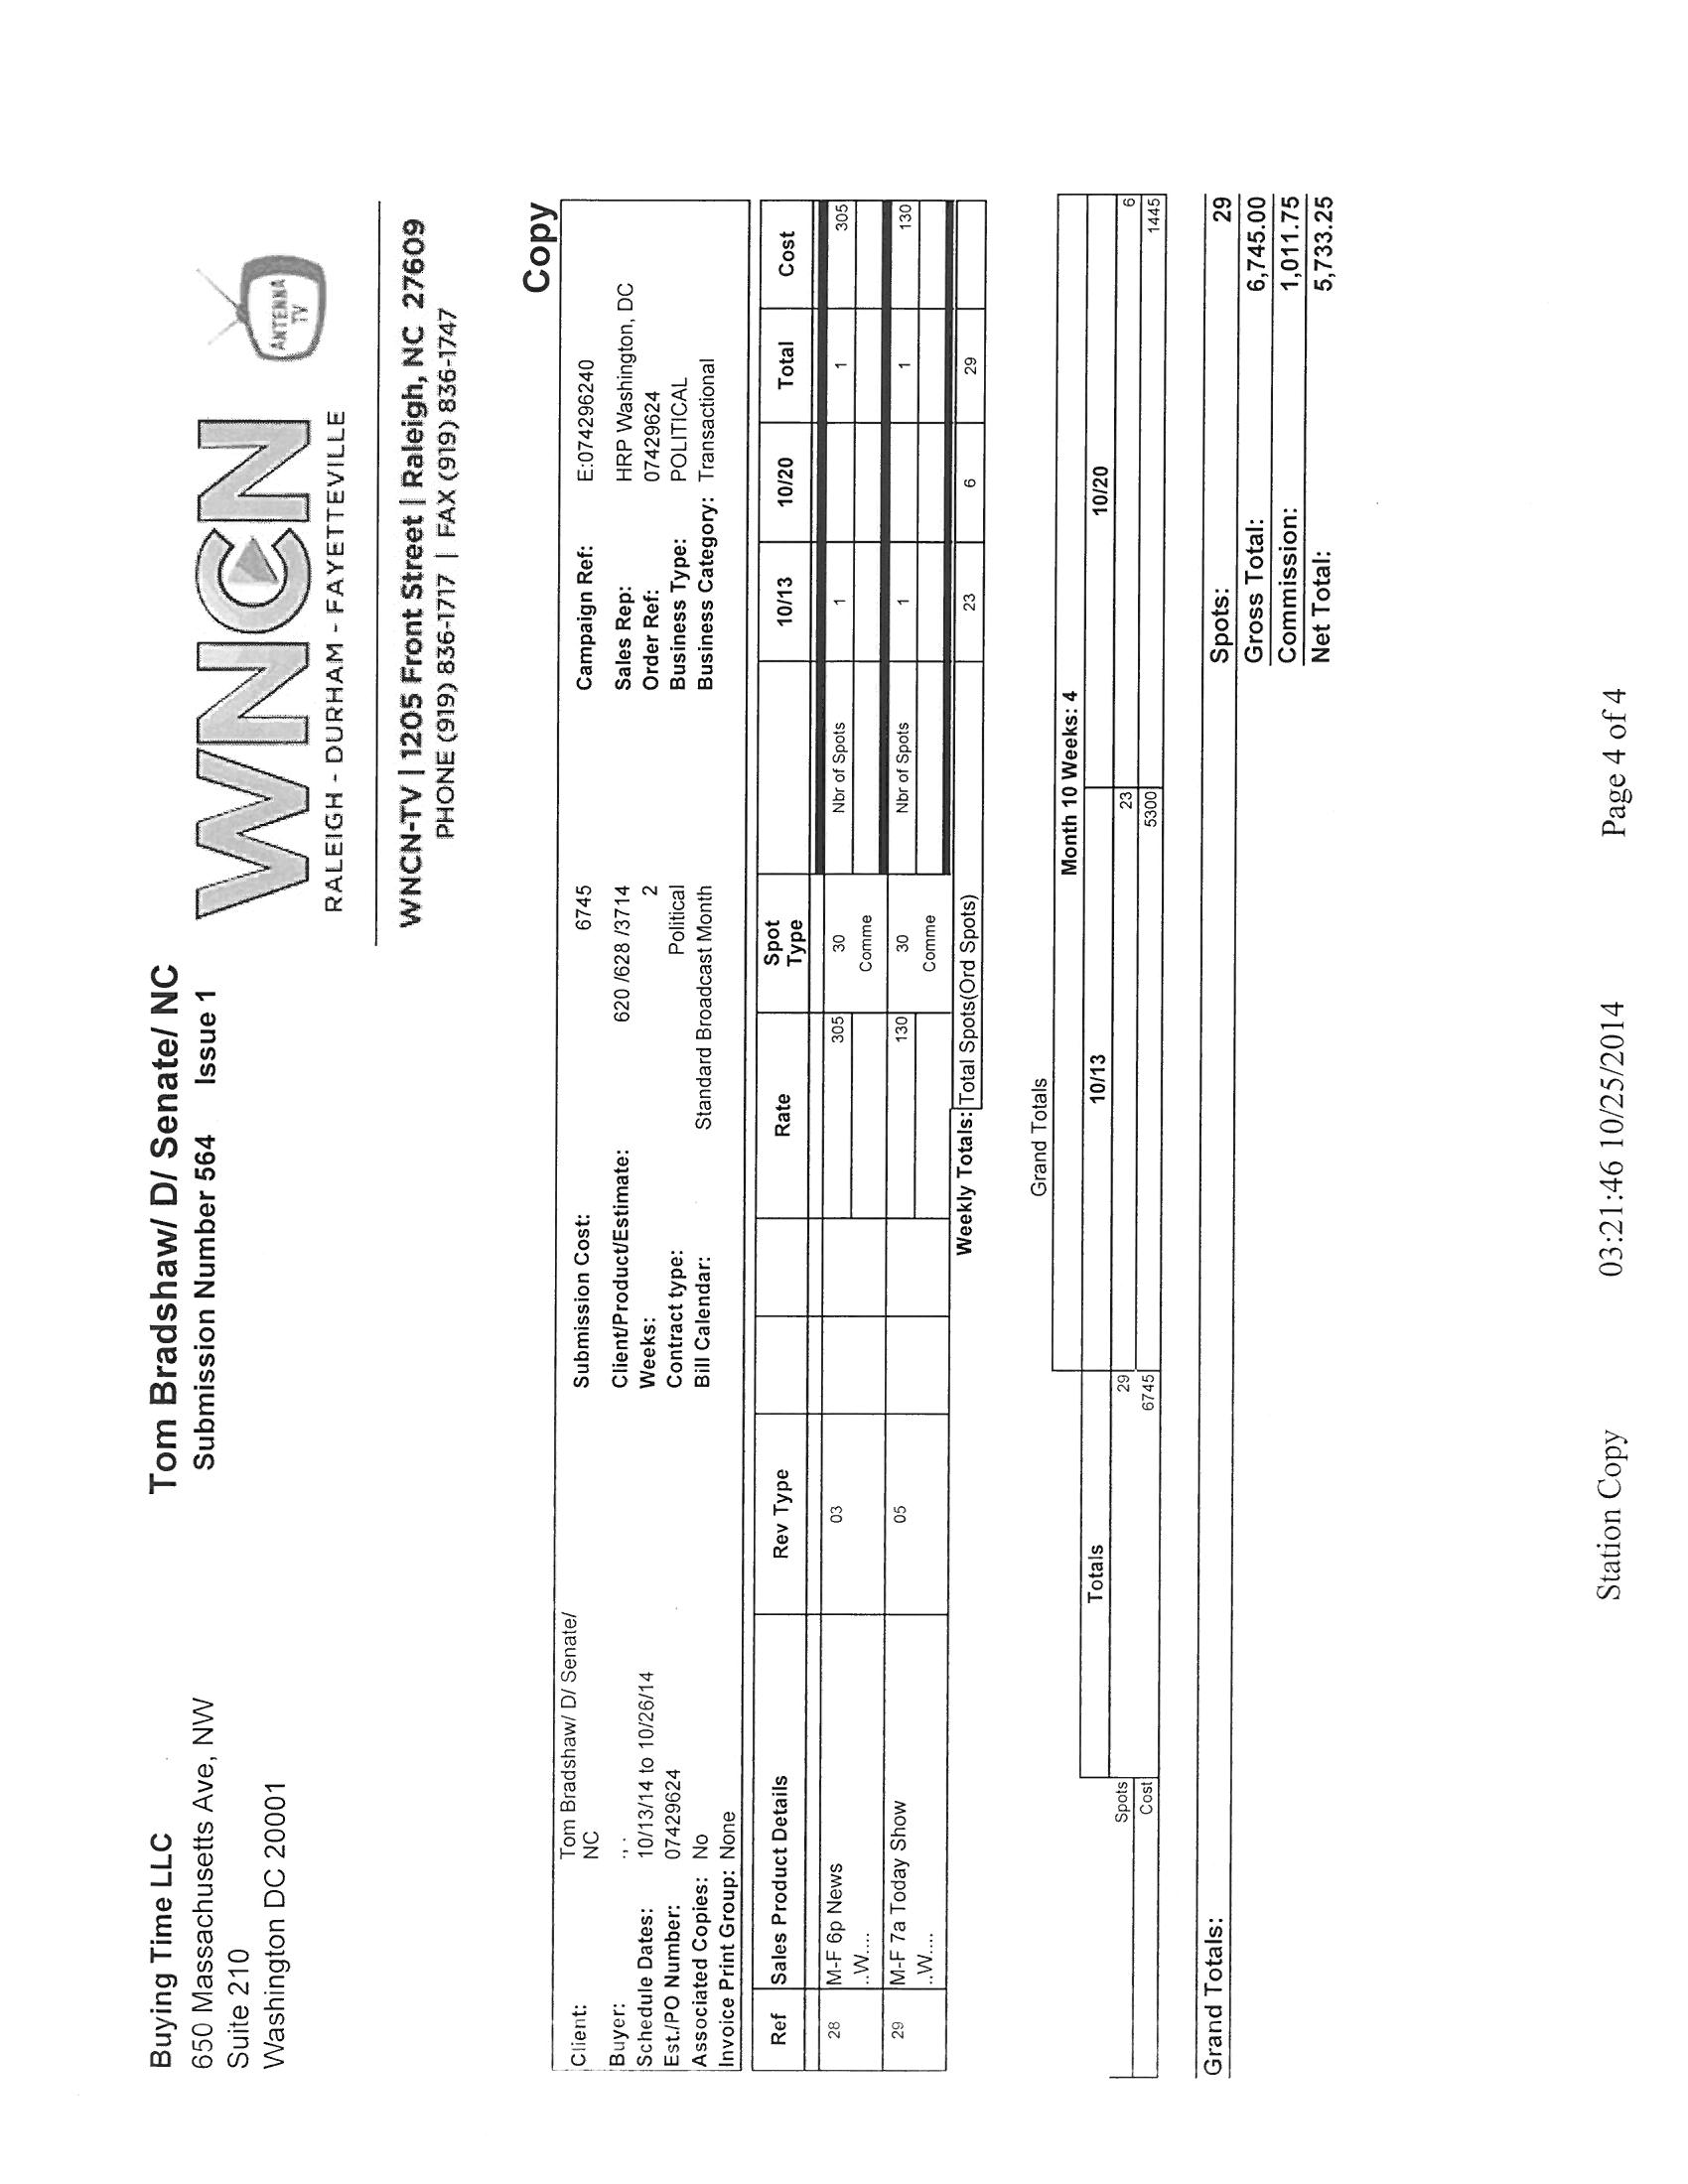 Buying Time LLC
650 Massachusetts Ave, NW
Suite 210
Washington DC 20001
Tom Bradshaw/ D/ Senate/ NC
Submission Number 564 Issue 1
WNCN
RALEIGH - DURHAM - FAYETTEVILLE
ANTENNA
TV
WNCN-TV | 1205 Front Street | Raleigh, NC 27609
PHONE (919) 836-1717 | FAX (919) 836-1747
Copy
Client: Tom Bradshaw/ D/ Senate/ NC Submission Cost: 6745 Campaign Ref: E:074296240
Buyer: ., . Client/Product/Estimate: 620 /628 /3714 Sales Rep: HRP Washington, DC
Schedule Dates: 10/13/14 to 10/26/14 Weeks: 2 Order Ref: 07429624
Est./PO Number: 07429624 Contract type: Political Business Type: POLITICAL
Associated Copies: No Bill Calendar: Standard Broadcast Month Business Category: Transactional
Invoice Print Group: None
Ref Sales Product Details Rev Type Rate Spot Type 10/13 10/20 Total Cost
28 M-F 6p News 03 305 30 Nbr of Spots 1 1 305
..W.... Comme
29 M-F 7a Today Show 05 130 30 Nbr of Spots 1 1 130
..W.... Comme
Weekly Totals: Total Spots(Ord Spots) 23 6 29
Grand Totals
Month 10 Weeks: 4
Totals 10/13 10/20
Spots 29 23 6
Cost 6745 5300 1445
Grand Totals: Spots: 29
Gross Total: 6,745.00
Commission: 1,011.75
Net Total: 5,733.25
Station Copy 03:21:46 10/25/2014 Page 4 of 4